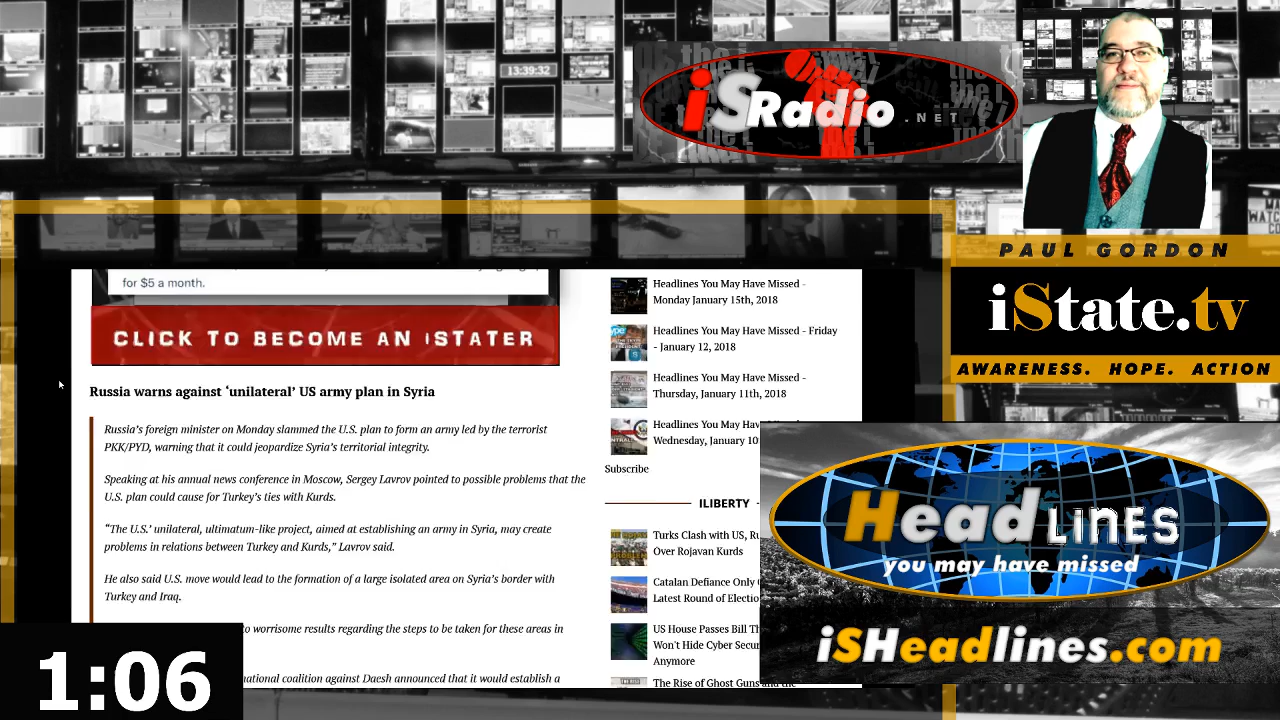 13:39:32
iSRadio.NET
PAUL GORDON
iState.tv
AWARENESS. HOPE. ACTION
for $5 a month.
CLICK TO BECOME AN iSTATER
Russia warns against ‘unilateral’ US army plan in Syria
Russia’s foreign minister on Monday slammed the U.S. plan to form an army led by the terrorist
PKK/PYD, warning that it could jeopardize Syria’s territorial integrity.
Speaking at his annual news conference in Moscow, Sergey Lavrov pointed to possible problems that the
U.S. plan could cause for Turkey’s ties with Kurds.
“The U.S.’ unilateral, ultimatum-like project, aimed at establishing an army in Syria, may create
problems in relations between Turkey and Kurds,” Lavrov said.
He also said U.S. move would lead to the formation of a large isolated area on Syria’s border with
Turkey and Iraq.
to worrisome results regarding the steps to be taken for these areas in
national coalition against Daesh announced that it would establish a
Headlines You May Have Missed -
Monday January 15th, 2018
Headlines You May Have Missed - Friday
- January 12, 2018
Headlines You May Have Missed -
Thursday, January 11th, 2018
Headlines You May Hav
Wednesday, January 10
Subscribe
ILIBERTY
Turks Clash with US, Ru
Over Rojavan Kurds
Catalan Defiance Only
Latest Round of Electio
US House Passes Bill Th
Won't Hide Cyber Secur
Anymore
The Rise of Ghost Guns and the
HeadLINES
you may have missed
iSHeadlines.com
1:06